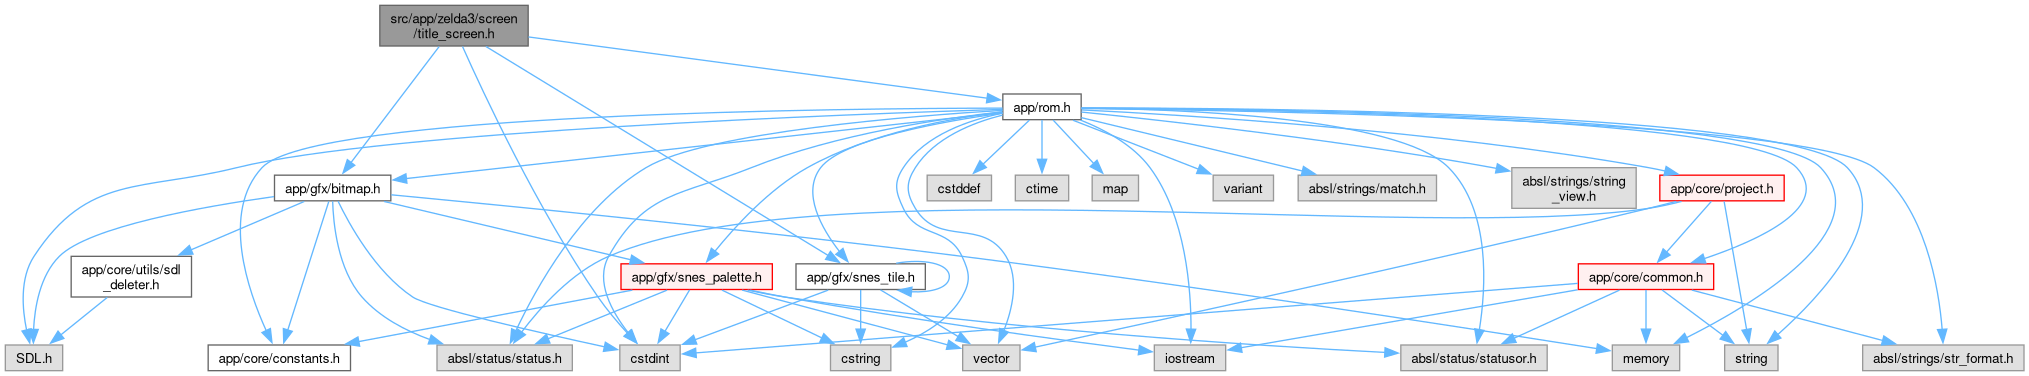 src/app/zelda3/screen
/title_screen.h
app/rom.h
app/gfx/bitmap.h
cstddef
ctime
map
variant
absl/strings/match.h
absl/strings/string
_view.h
app/core/project.h
app/core/utils/sdl
_deleter.h
app/gfx/snes_palette.h
app/gfx/snes_tile.h
app/core/common.h
SDL.h
app/core/constants.h
absl/status/status.h
cstdint
cstring
vector
iostream
absl/status/statusor.h
memory
string
absl/strings/str_format.h